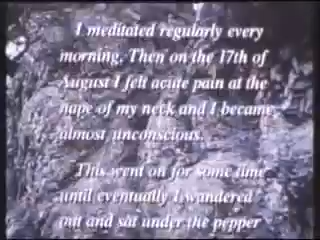 I meditated regularly every
morning. Then on the 17th of
August I felt acute pain at the
nape of my neck and I became
almost unconscious.
This went on for some time
until eventually I wandered
out and sat under the pepper